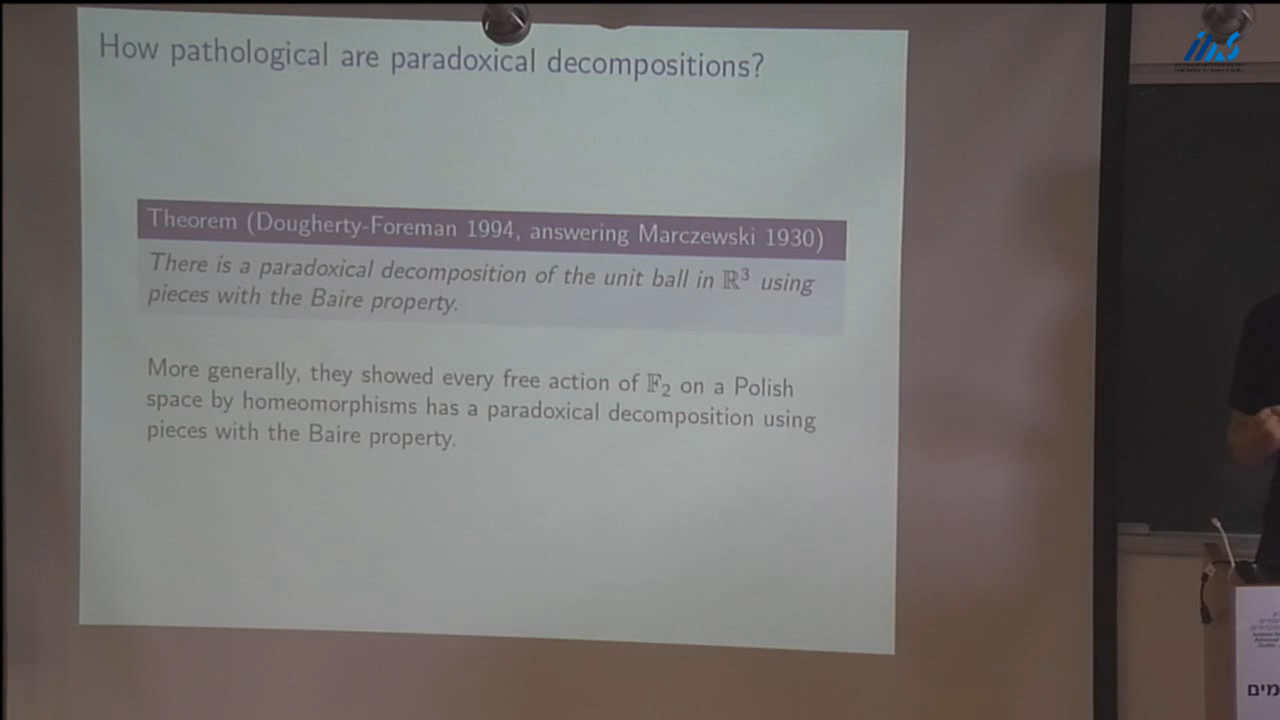 How pathological are paradoxical decompositions?
Theorem (Dougherty-Foreman 1994, answering Marczewski 1930)
There is a paradoxical decomposition of the unit ball in ℝ³ using
pieces with the Baire property.
More generally, they showed every free action of 𝔽₂ on a Polish
space by homeomorphisms has a paradoxical decomposition using
pieces with the Baire property.